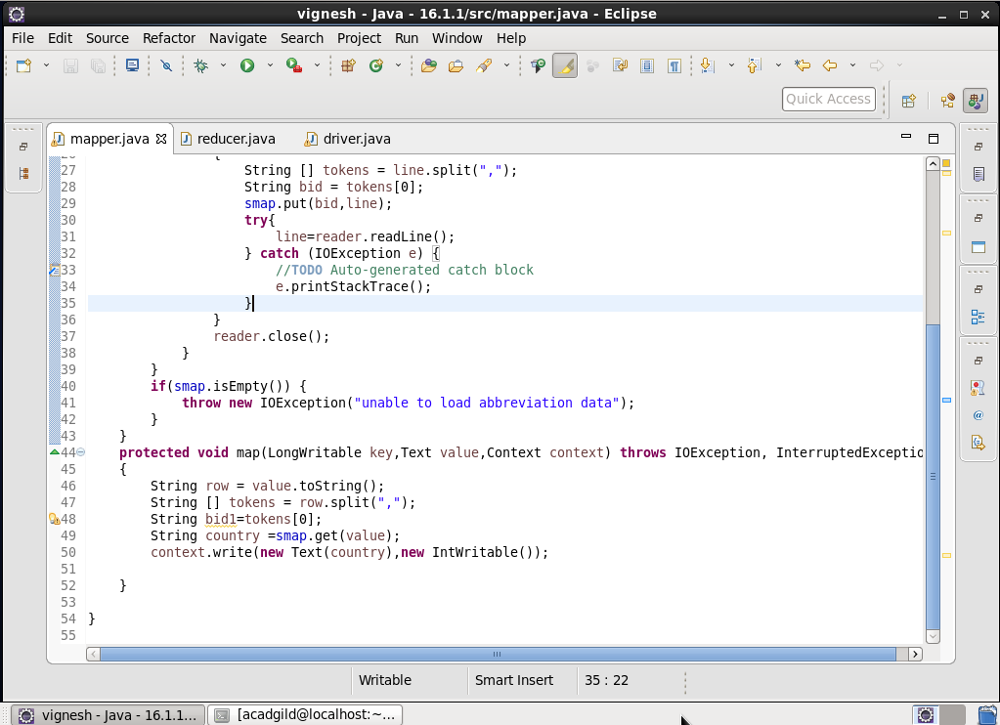 vignesh - Java - 16.1.1/src/mapper.java - Eclipse
File Edit Source Refactor Navigate Search Project Run Window Help
Quick Access
mapper.java reducer.java driver.java
26 {
27 String [] tokens = line.split(",");
28 String bid = tokens[0];
29 smap.put(bid,line);
30 try{
31 line=reader.readLine();
32 } catch (IOException e) {
33 //TODO Auto-generated catch block
34 e.printStackTrace();
35 }
36 }
37 reader.close();
38 }
39 }
40 if(smap.isEmpty()) {
41 throw new IOException("unable to load abbreviation data");
42 }
43 }
44 protected void map(LongWritable key,Text value,Context context) throws IOException, InterruptedExceptio
45 {
46 String row = value.toString();
47 String [] tokens = row.split(",");
48 String bid1=tokens[0];
49 String country =smap.get(value);
50 context.write(new Text(country),new IntWritable());
51
52 }
53
54 }
55
Writable Smart Insert 35 : 22
vignesh - Java - 16.1.1... [acadgild@localhost:~...